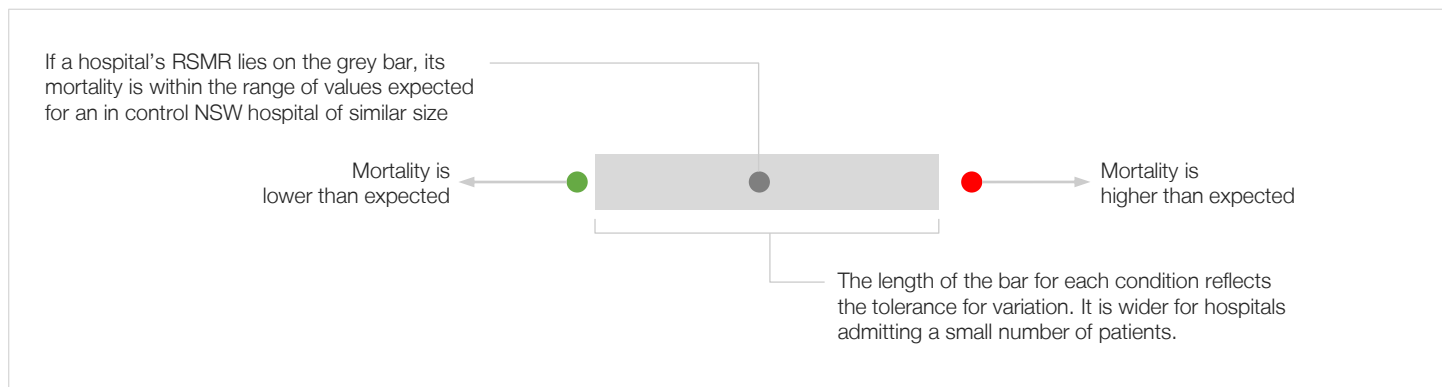 If a hospital's RSMR lies on the grey bar, its
mortality is within the range of values expected
for an in control NSW hospital of similar size
Mortality is
lower than expected
Mortality is
higher than expected
The length of the bar for each condition reflects
the tolerance for variation. It is wider for hospitals
admitting a small number of patients.